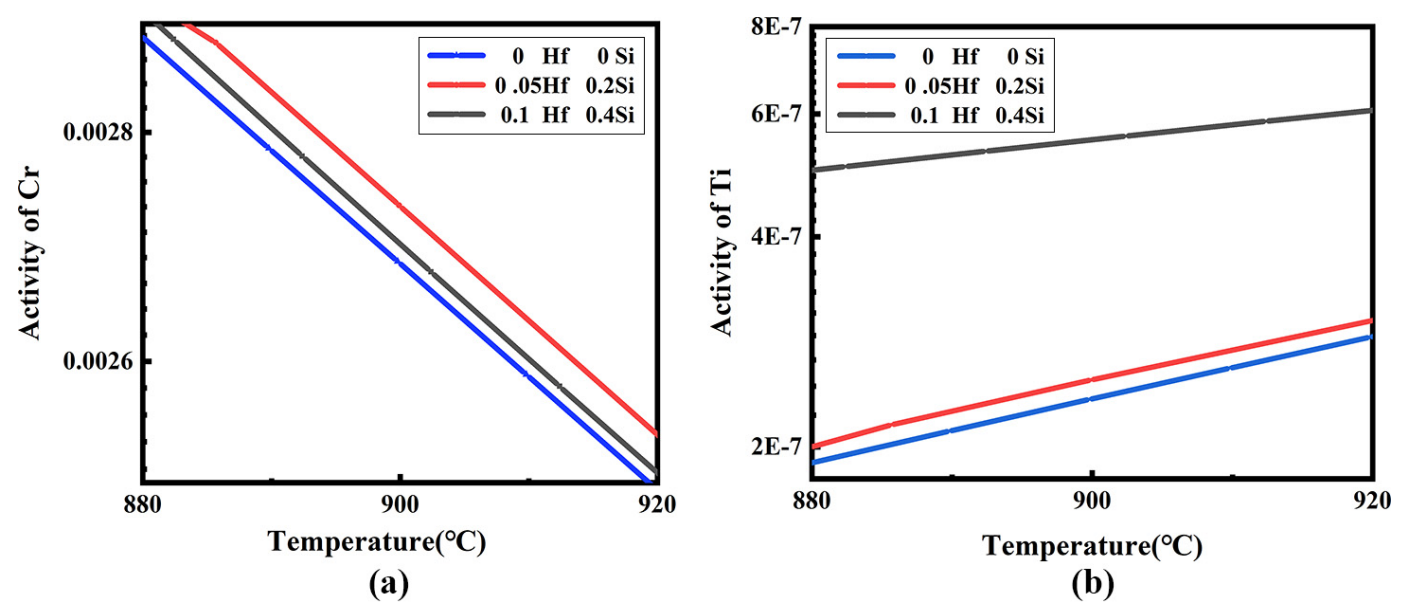 Activity of Cr
0.0028
0.0026
0 Hf 0 Si
0 .05Hf 0.2Si
0.1 Hf 0.4Si
880
900
920
Temperature(℃)
(a)
Activity of Ti
8E-7
6E-7
4E-7
2E-7
0 Hf 0 Si
0 .05Hf 0.2Si
0.1 Hf 0.4Si
880
900
920
Temperature(℃)
(b)